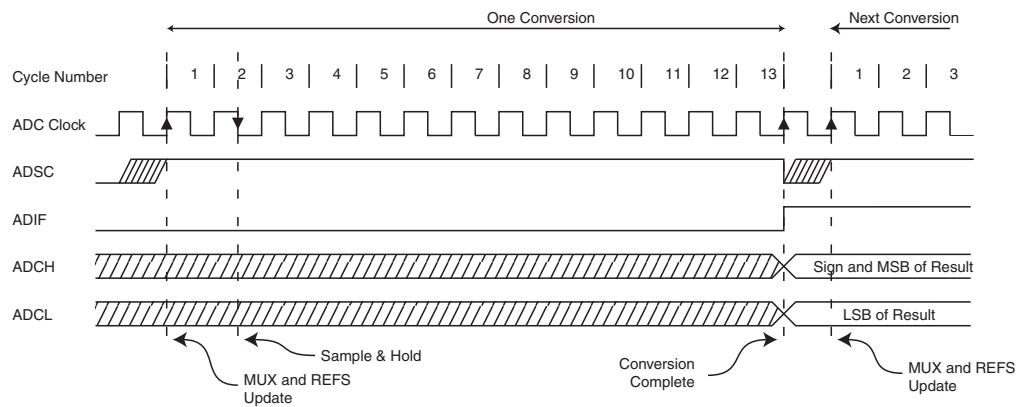 One Conversion
Next Conversion
Cycle Number 1 2 3 4 5 6 7 8 9 10 11 12 13 1 2 3
ADC Clock
ADSC
ADIF
ADCH
Sign and MSB of Result
ADCL
LSB of Result
Sample & Hold
MUX and REFS
Update
Conversion
Complete
MUX and REFS
Update